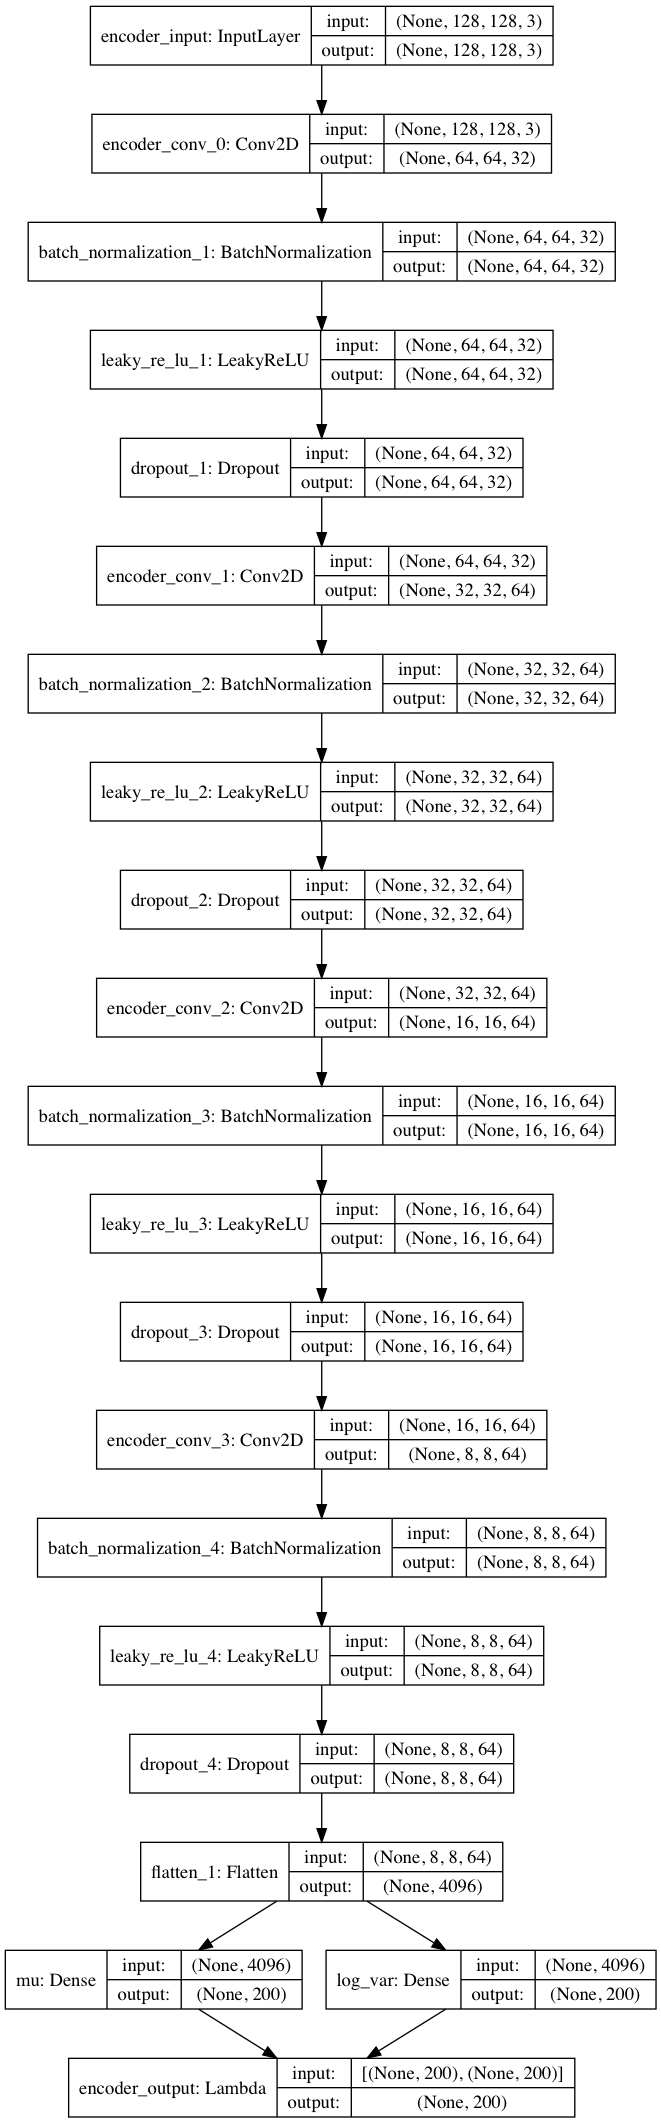 encoder_input: InputLayer
input: (None, 128, 128, 3)
output: (None, 128, 128, 3)
encoder_conv_0: Conv2D
input: (None, 128, 128, 3)
output: (None, 64, 64, 32)
batch_normalization_1: BatchNormalization
input: (None, 64, 64, 32)
output: (None, 64, 64, 32)
leaky_re_lu_1: LeakyReLU
input: (None, 64, 64, 32)
output: (None, 64, 64, 32)
dropout_1: Dropout
input: (None, 64, 64, 32)
output: (None, 64, 64, 32)
encoder_conv_1: Conv2D
input: (None, 64, 64, 32)
output: (None, 32, 32, 64)
batch_normalization_2: BatchNormalization
input: (None, 32, 32, 64)
output: (None, 32, 32, 64)
leaky_re_lu_2: LeakyReLU
input: (None, 32, 32, 64)
output: (None, 32, 32, 64)
dropout_2: Dropout
input: (None, 32, 32, 64)
output: (None, 32, 32, 64)
encoder_conv_2: Conv2D
input: (None, 32, 32, 64)
output: (None, 16, 16, 64)
batch_normalization_3: BatchNormalization
input: (None, 16, 16, 64)
output: (None, 16, 16, 64)
leaky_re_lu_3: LeakyReLU
input: (None, 16, 16, 64)
output: (None, 16, 16, 64)
dropout_3: Dropout
input: (None, 16, 16, 64)
output: (None, 16, 16, 64)
encoder_conv_3: Conv2D
input: (None, 16, 16, 64)
output: (None, 8, 8, 64)
batch_normalization_4: BatchNormalization
input: (None, 8, 8, 64)
output: (None, 8, 8, 64)
leaky_re_lu_4: LeakyReLU
input: (None, 8, 8, 64)
output: (None, 8, 8, 64)
dropout_4: Dropout
input: (None, 8, 8, 64)
output: (None, 8, 8, 64)
flatten_1: Flatten
input: (None, 8, 8, 64)
output: (None, 4096)
mu: Dense
input: (None, 4096)
output: (None, 200)
log_var: Dense
input: (None, 4096)
output: (None, 200)
encoder_output: Lambda
input: [(None, 200), (None, 200)]
output: (None, 200)